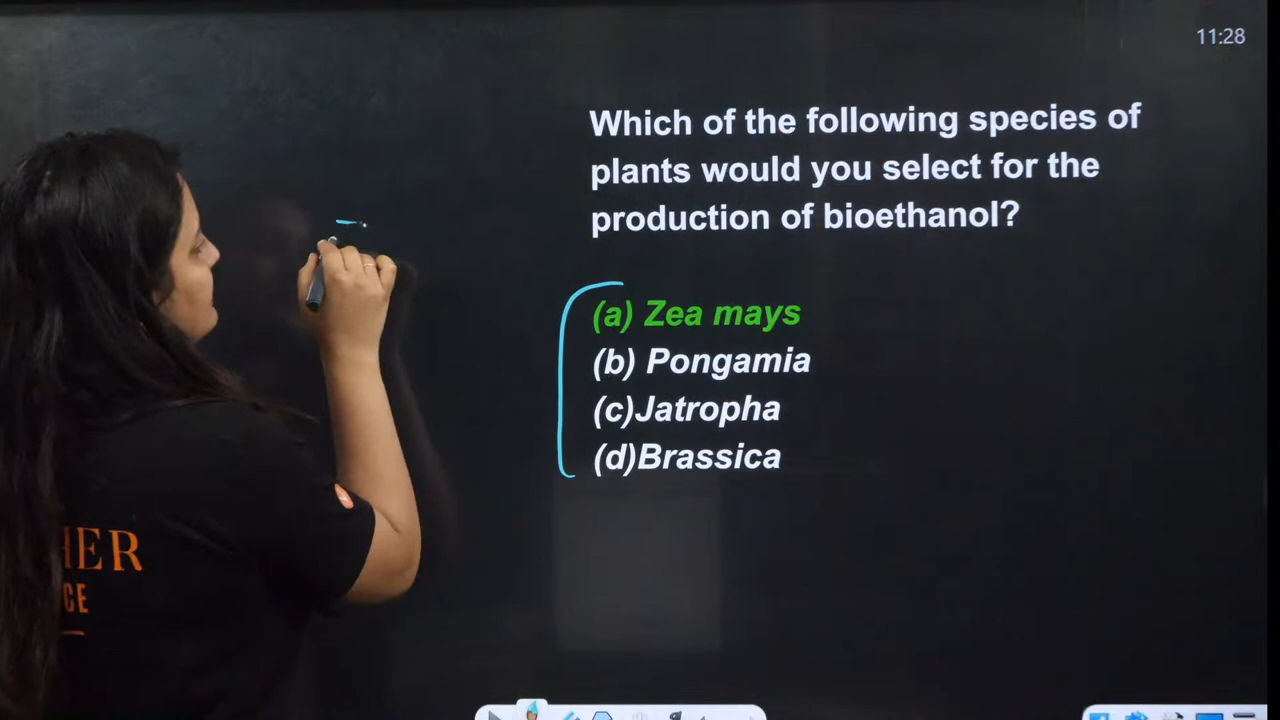 11:28
Which of the following species of
plants would you select for the
production of bioethanol?
(a) Zea mays
(b) Pongamia
(c)Jatropha
(d)Brassica
HER
CE